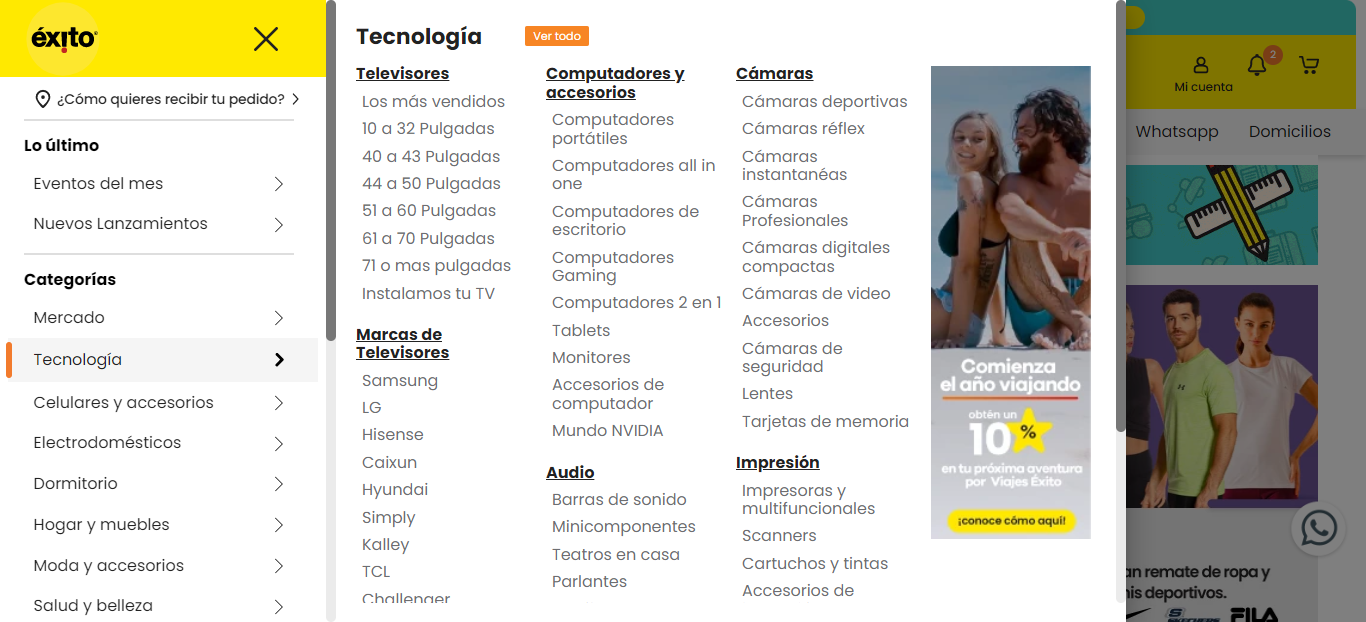 éxito
¿Cómo quieres recibir tu pedido?
Lo último
Eventos del mes
Nuevos Lanzamientos
Categorías
Mercado
Tecnología
Celulares y accesorios
Electrodomésticos
Dormitorio
Hogar y muebles
Moda y accesorios
Salud y belleza
Tecnología
Ver todo
Televisores
Los más vendidos
10 a 32 Pulgadas
40 a 43 Pulgadas
44 a 50 Pulgadas
51 a 60 Pulgadas
61 a 70 Pulgadas
71 o mas pulgadas
Instalamos tu TV
Marcas de
Televisores
Samsung
LG
Hisense
Caixun
Hyundai
Simply
Kalley
TCL
Challenger
Computadores y
accesorios
Computadores
portátiles
Computadores all in
one
Computadores de
escritorio
Computadores
Gaming
Computadores 2 en 1
Tablets
Monitores
Accesorios de
computador
Mundo NVIDIA
Audio
Barras de sonido
Minicomponentes
Teatros en casa
Parlantes
Cámaras
Cámaras deportivas
Cámaras réflex
Cámaras
instantanéas
Cámaras
Profesionales
Cámaras digitales
compactas
Cámaras de video
Accesorios
Cámaras de
seguridad
Lentes
Tarjetas de memoria
Impresión
Impresoras y
multifuncionales
Scanners
Cartuchos y tintas
Accesorios de
Comienza
el año viajando
obtén un
10%
en tu próxima aventura
por Viajes Éxito
¡conoce cómo aquí!
2
Mi cuenta
Whatsapp
Domicilios
an remate de ropa y
nis deportivos.
SKECHERS
FILA